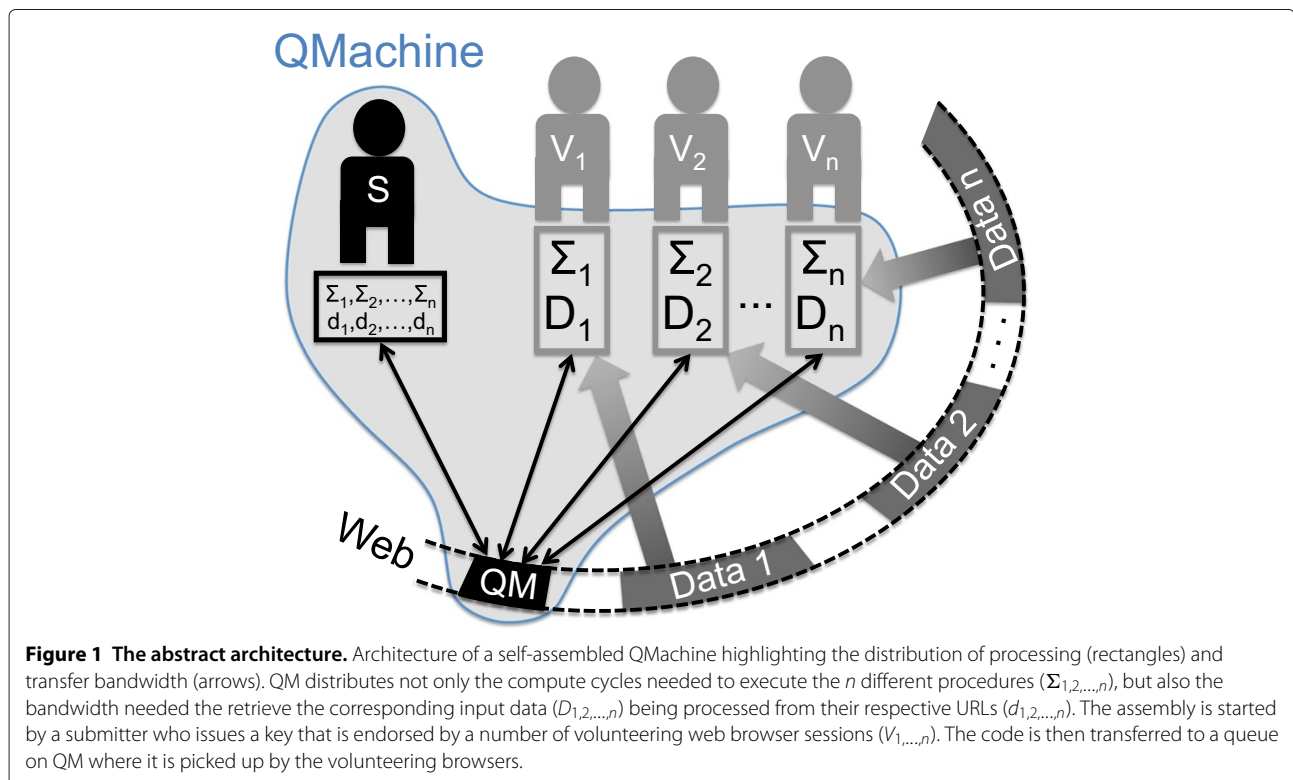 QMachine
S
V₁
V₂
Vₙ
Σ₁,Σ₂,...,Σₙ
d₁,d₂,...,dₙ
Σ₁
D₁
Σ₂
D₂
...
Σₙ
Dₙ
Data n
...
Data 2
Data 1
Web
QM
Figure 1 The abstract architecture. Architecture of a self-assembled QMachine highlighting the distribution of processing (rectangles) and
transfer bandwidth (arrows). QM distributes not only the compute cycles needed to execute the n different procedures (Σ₁,₂,...,ₙ), but also the
bandwidth needed the retrieve the corresponding input data (D₁,₂,...,ₙ) being processed from their respective URLs (d₁,₂,...,ₙ). The assembly is started
by a submitter who issues a key that is endorsed by a number of volunteering web browser sessions (V₁,...,ₙ). The code is then transferred to a queue
on QM where it is picked up by the volunteering browsers.